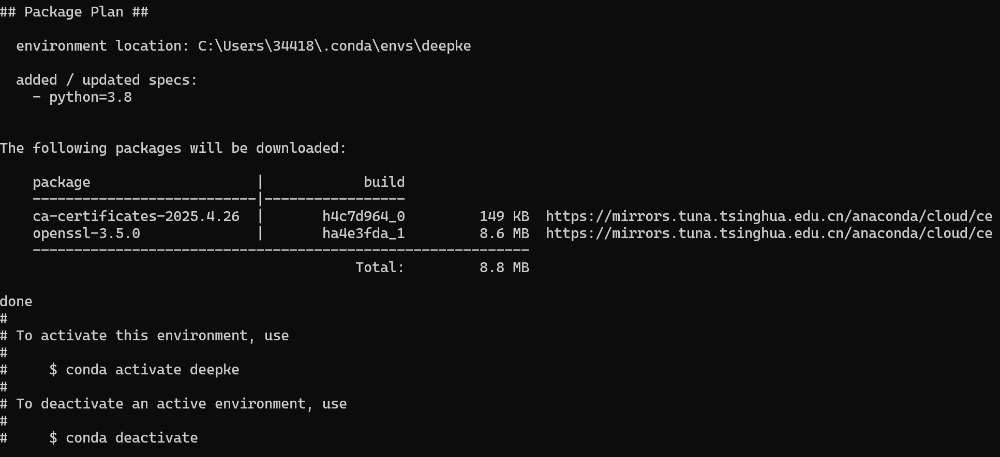 ## Package Plan ##
environment location: C:\Users\34418\.conda\envs\deepke
added / updated specs:
- python=3.8
The following packages will be downloaded:
package | build
---------------------------|-----------------
ca-certificates-2025.4.26 | h4c7d964_0 149 KB https://mirrors.tuna.tsinghua.edu.cn/anaconda/cloud/ce
openssl-3.5.0 | ha4e3fda_1 8.6 MB https://mirrors.tuna.tsinghua.edu.cn/anaconda/cloud/ce
------------------------------------------------------------
Total: 8.8 MB
done
#
# To activate this environment, use
#
# $ conda activate deepke
#
# To deactivate an active environment, use
#
# $ conda deactivate